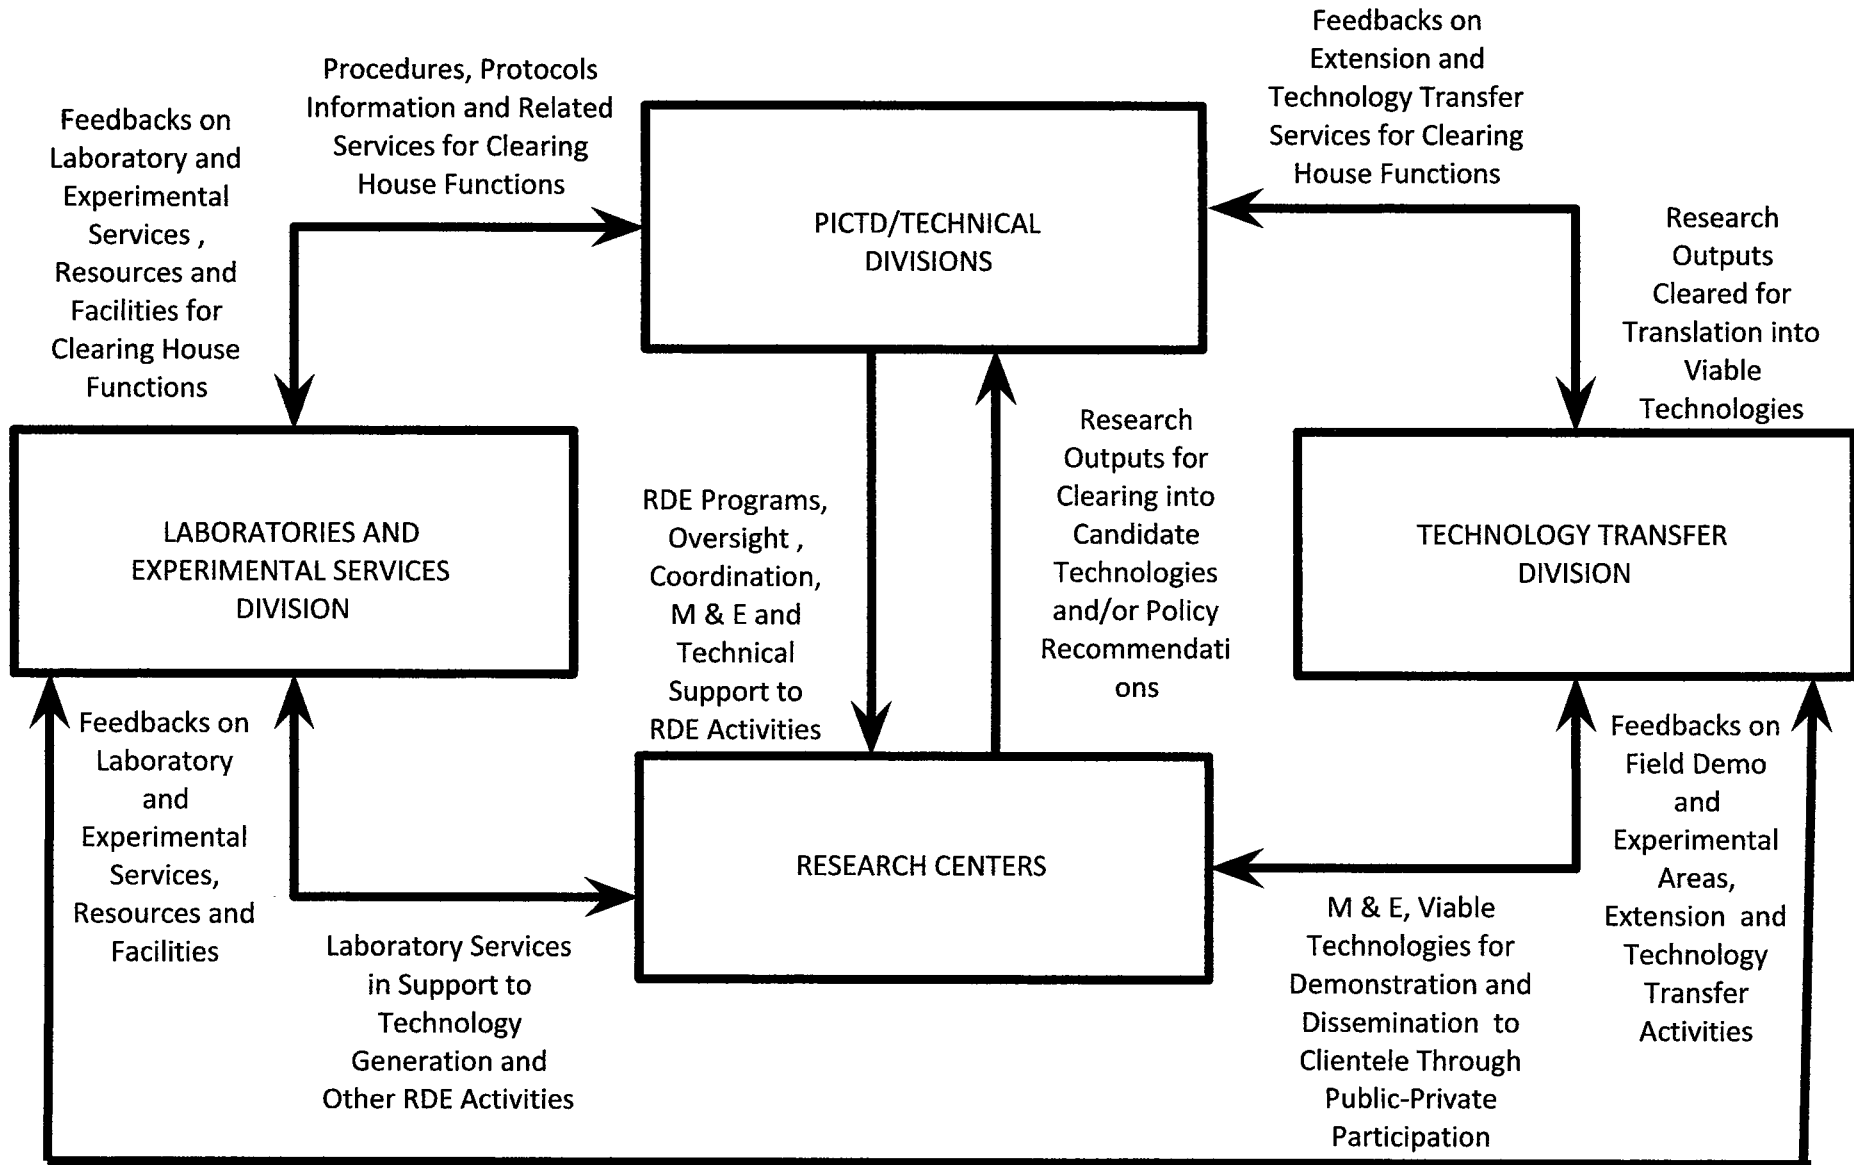 Feedbacks on
Extension and
Technology Transfer
Services for Clearing
House Functions
Procedures, Protocols
Information and Related
Services for Clearing
House Functions
Feedbacks on
Laboratory and
Experimental
Services ,
Resources and
Facilities for
Clearing House
Functions
PICTD/TECHNICAL
DIVISIONS
Research
Outputs
Cleared for
Translation into
Viable
Technologies
LABORATORIES AND
EXPERIMENTAL SERVICES
DIVISION
RDE Programs,
Oversight ,
Coordination,
M & E and
Technical
Support to
RDE Activities
Research
Outputs for
Clearing into
Candidate
Technologies
and/or Policy
Recommendati
ons
TECHNOLOGY TRANSFER
DIVISION
Feedbacks on
Laboratory
and
Experimental
Services,
Resources and
Facilities
Laboratory Services
in Support to
Technology
Generation and
Other RDE Activities
RESEARCH CENTERS
M & E, Viable
Technologies for
Demonstration and
Dissemination to
Clientele Through
Public-Private
Participation
Feedbacks on
Field Demo
and
Experimental
Areas,
Extension and
Technology
Transfer
Activities